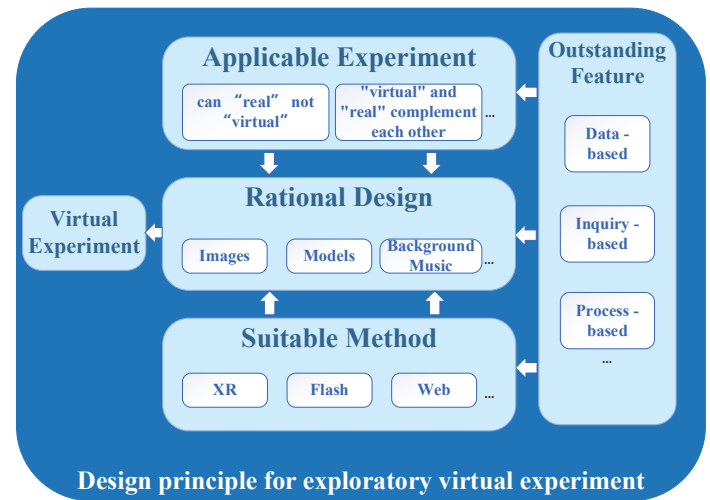 Applicable Experiment
can “real” not
“virtual”
"virtual" and
"real" complement
each other
...
Outstanding
Feature
Data -
based
Inquiry -
based
Process -
based
...
Rational Design
Images
Models
Background
Music
...
Virtual
Experiment
Suitable Method
XR
Flash
Web
...
Design principle for exploratory virtual experiment